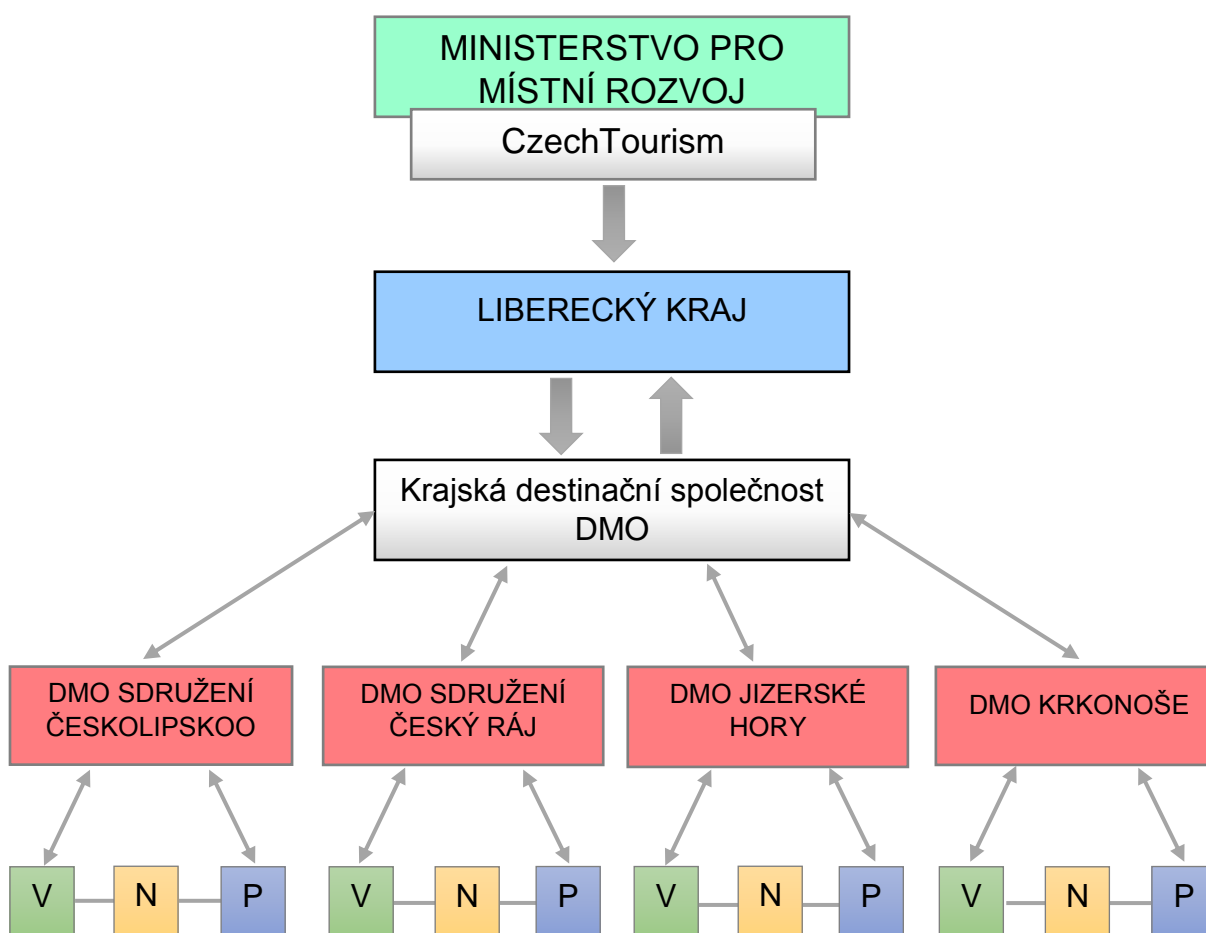 MINISTERSTVO PRO
MÍSTNÍ ROZVOJ
CzechTourism
LIBERECKÝ KRAJ
Krajská destinační společnost
DMO
DMO SDRUŽENÍ
ČESKOLIPSKOO
DMO SDRUŽENÍ
ČESKÝ RÁJ
DMO JIZERSKÉ
HORY
DMO KRKONOŠE
V N P
V N P
V N P
V N P